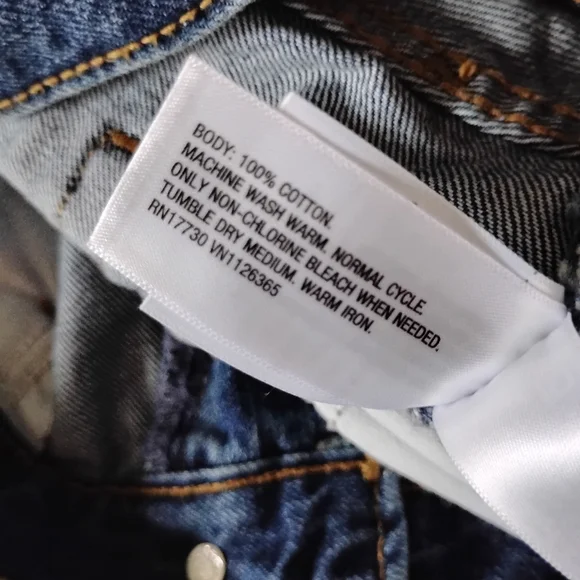 BODY: 100% COTTON.
MACHINE WASH WARM. NORMAL CYCLE.
ONLY NON-CHLORINE BLEACH WHEN NEEDED.
TUMBLE DRY MEDIUM. WARM IRON.
RN17730 VN1126365